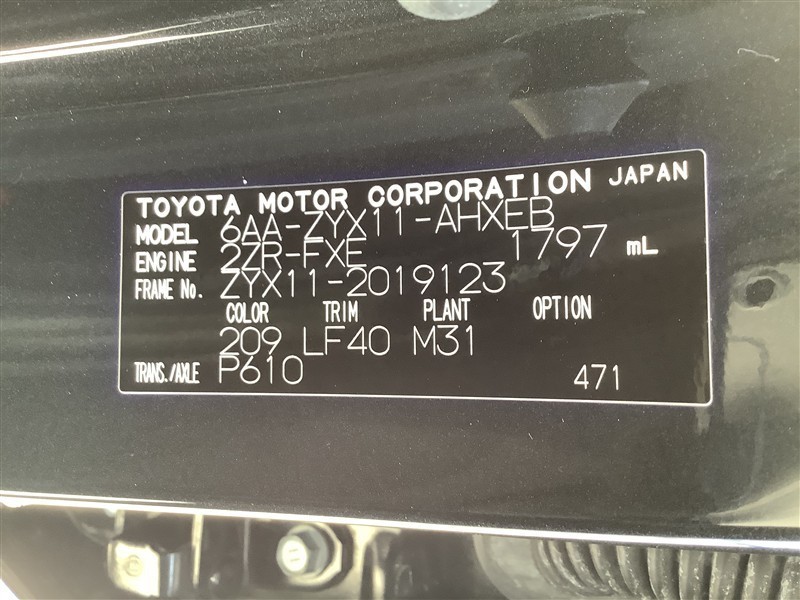 TOYOTA MOTOR CORPORATION JAPAN
MODEL 6AA-ZYX11-AHXEB
ENGINE 2ZR-FXE 1797 mL
FRAME No. ZYX11-2019123
COLOR TRIM PLANT OPTION
209 LF40 M31
TRANS./AXLE P610 471